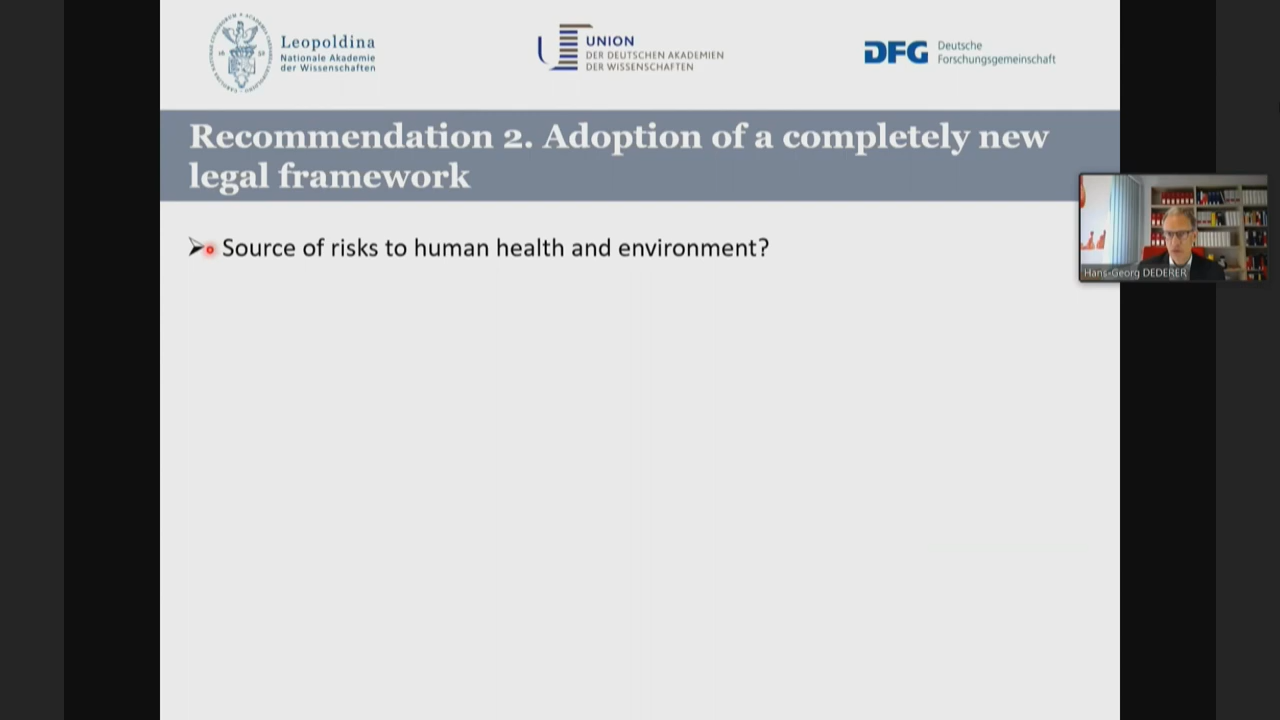 Leopoldina
Nationale Akademie
der Wissenschaften
UNION
DER DEUTSCHEN AKADEMIEN
DER WISSENSCHAFTEN
DFG Deutsche
Forschungsgemeinschaft
Recommendation 2. Adoption of a completely new
legal framework
Source of risks to human health and environment?
Hans-Georg DEDERER